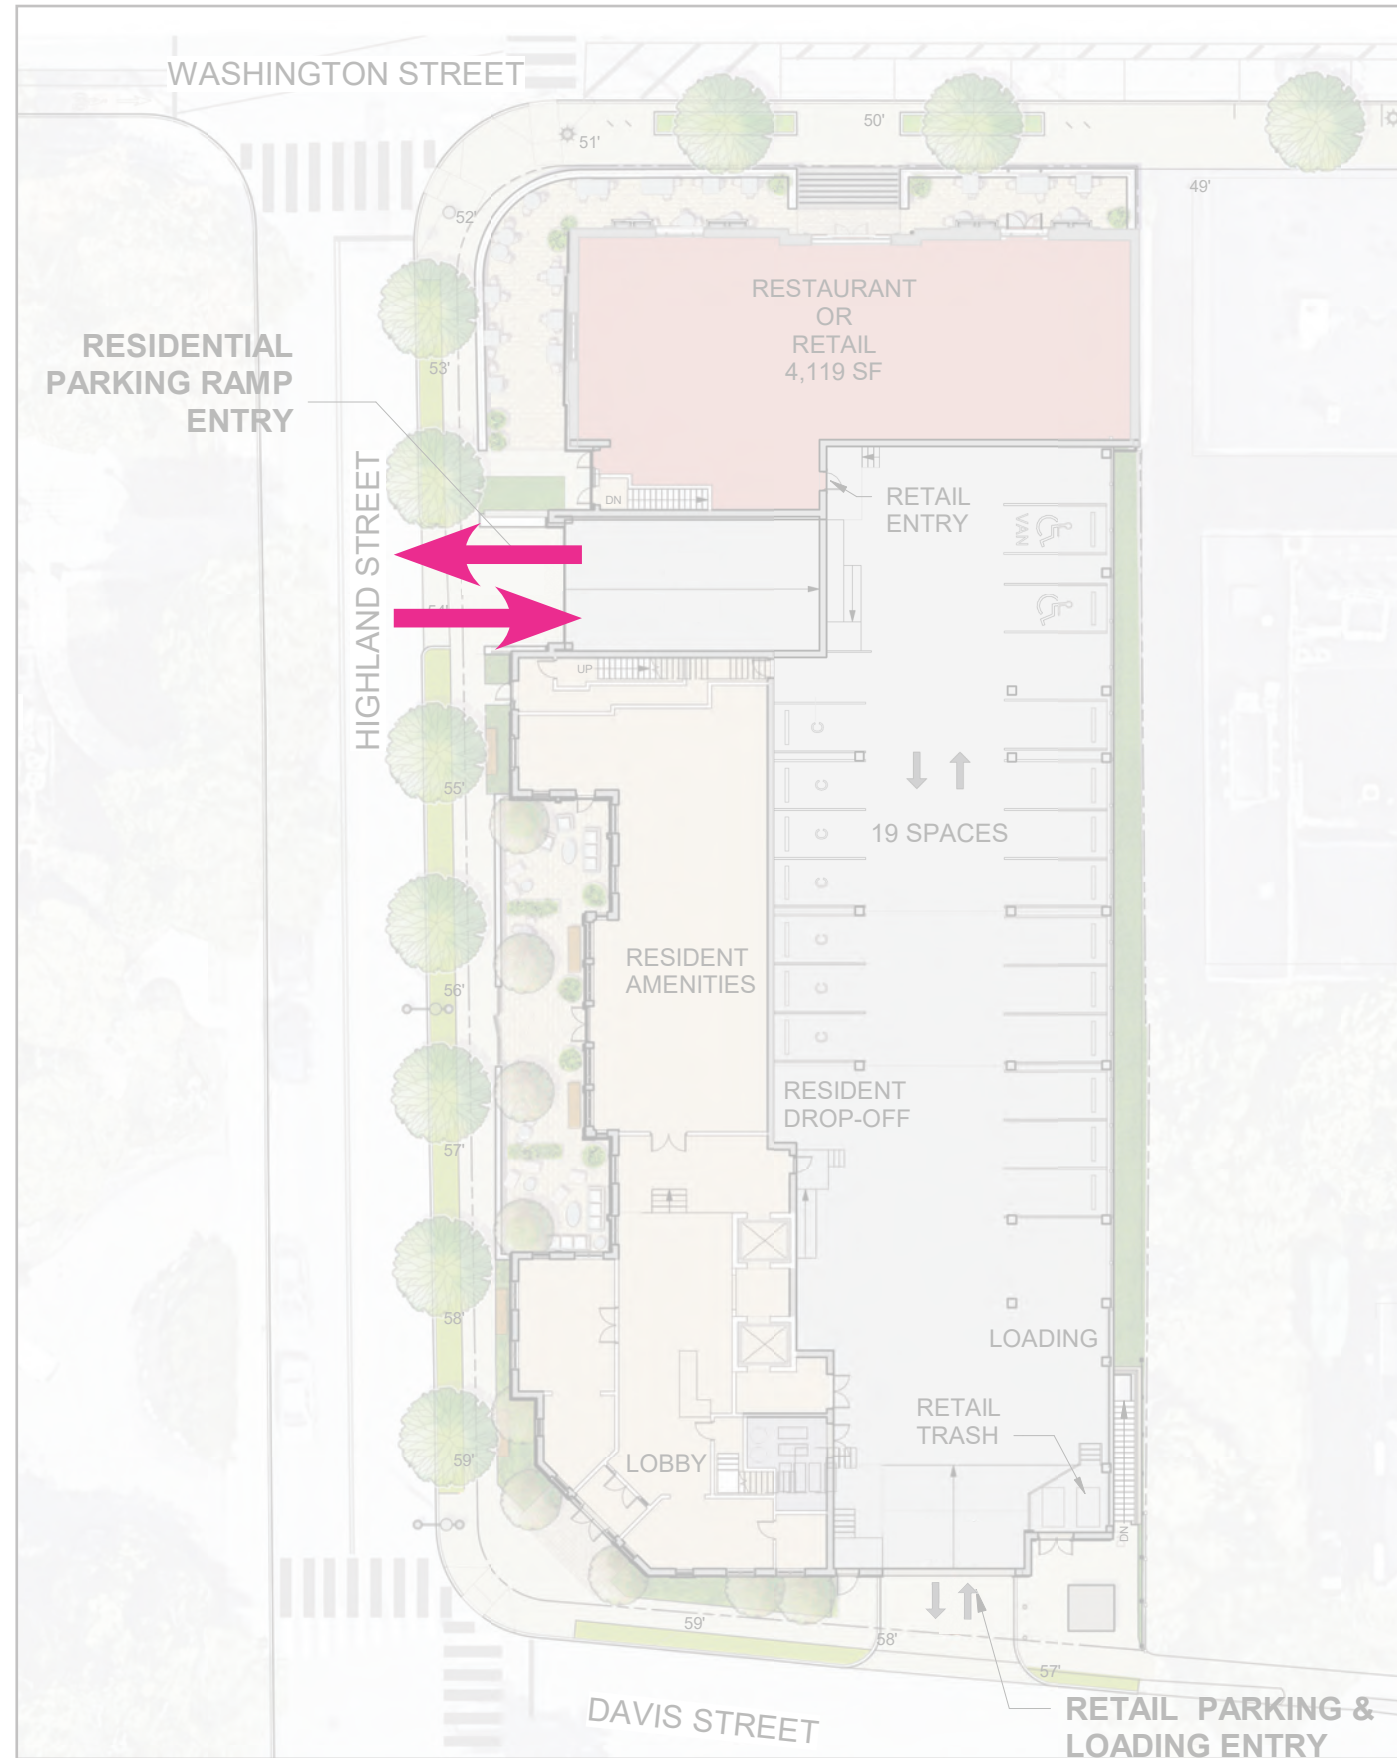 WASHINGTON STREET
51'
50'
49'
52'
RESTAURANT
OR
RETAIL
4,119 SF
RESIDENTIAL
PARKING RAMP
ENTRY
53'
HIGHLAND STREET
DN
RETAIL
ENTRY
VAN
54'
UP
C
C
C
C
C
C
C
55'
19 SPACES
RESIDENT
AMENITIES
56'
RESIDENT
DROP-OFF
57'
58'
LOADING
RETAIL
TRASH
LOBBY
59'
DN
59'
58'
57'
DAVIS STREET
RETAIL PARKING &
LOADING ENTRY